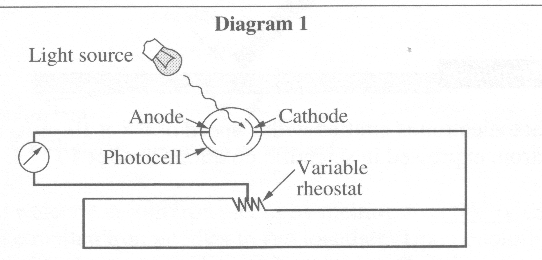 Diagram 1
Light source
Anode
Cathode
Photocell
Variable
rheostat